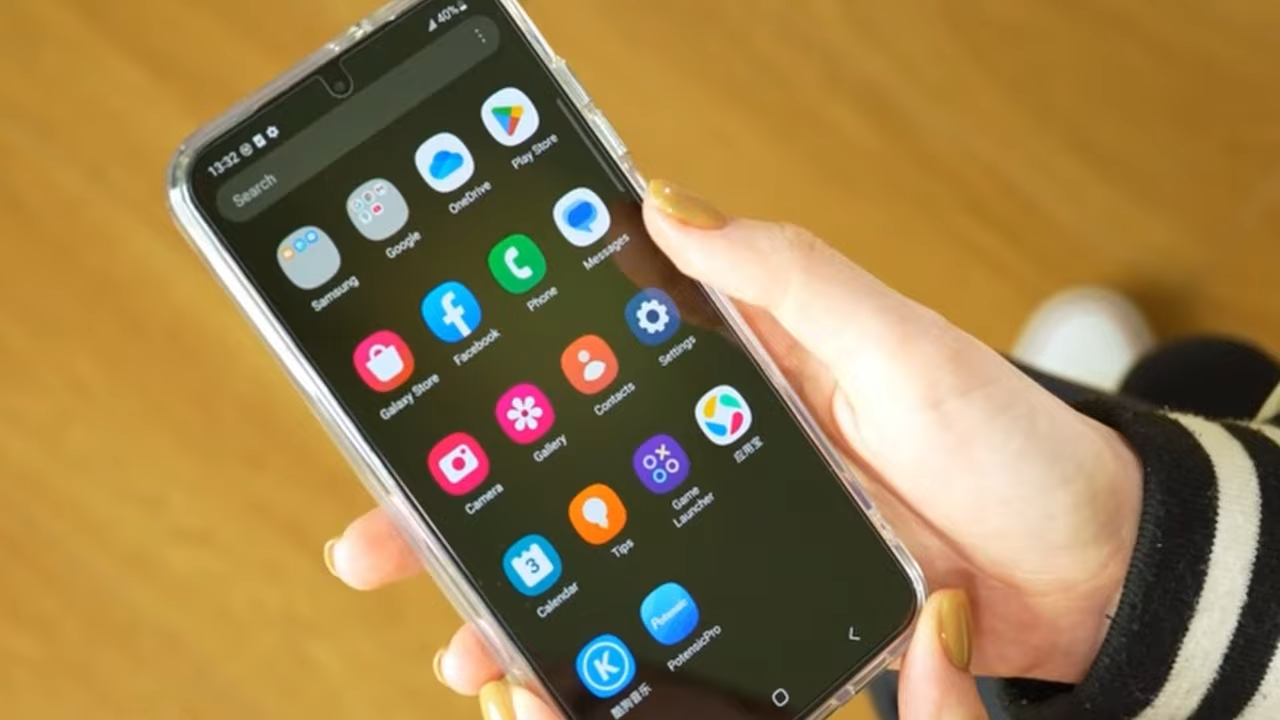 13:32
40%
Search
Samsung
Google
OneDrive
Play Store
Galaxy Store
Facebook
Phone
Messages
Camera
Gallery
Contacts
Settings
3
Calendar
Tips
Game
Launcher
应用宝
K
酷狗音乐
Potensic
PotensicPro